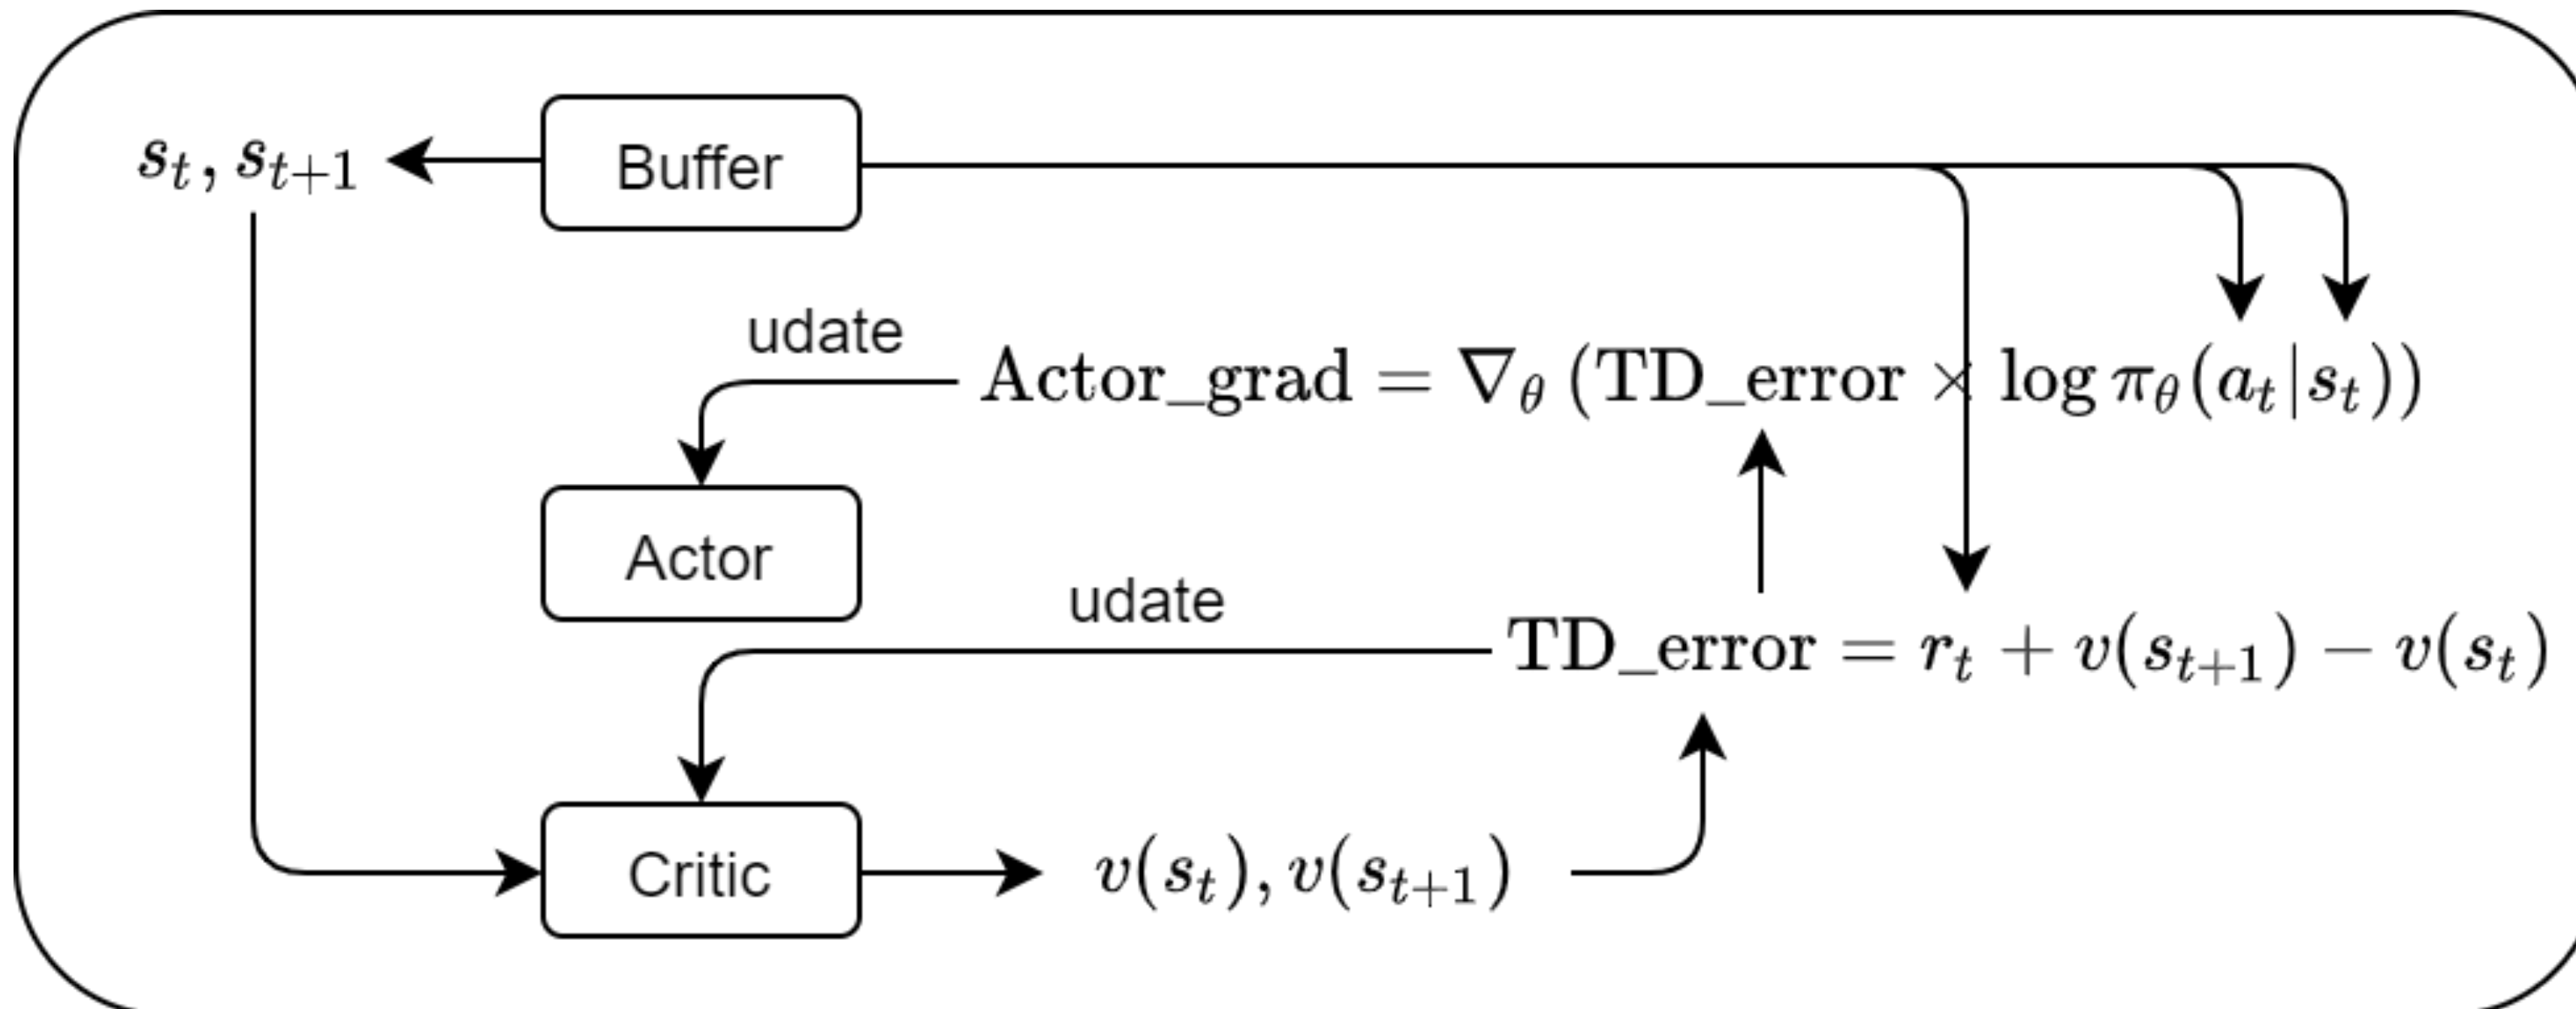 s_t, s_{t+1}
Buffer
udate
Actor_grad = ∇_θ (TD_error × log π_θ(a_t|s_t))
Actor
udate
TD_error = r_t + v(s_{t+1}) − v(s_t)
Critic
v(s_t), v(s_{t+1})